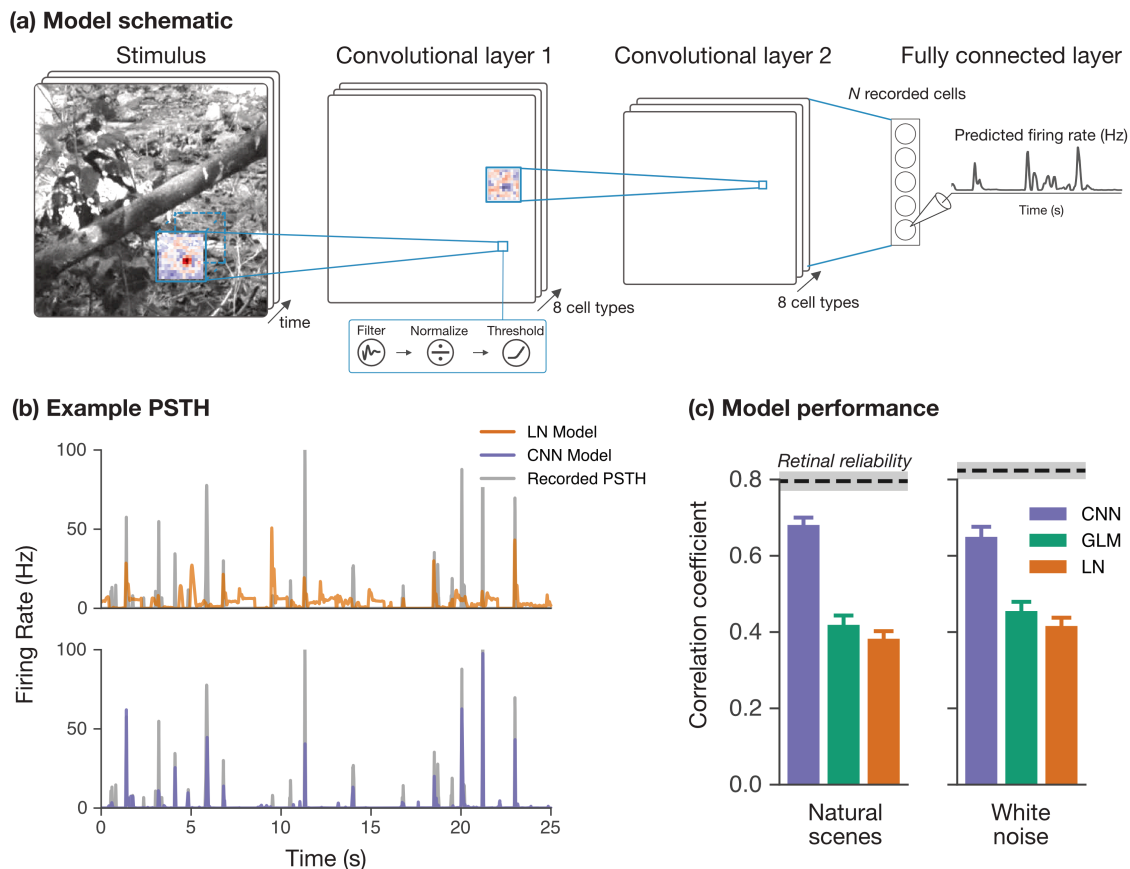 (a) Model schematic
Stimulus
Convolutional layer 1
Convolutional layer 2
Fully connected layer
N recorded cells
Predicted firing rate (Hz)
Time (s)
time
8 cell types
8 cell types
Filter
Normalize
Threshold
(b) Example PSTH
LN Model
CNN Model
Recorded PSTH
Firing Rate (Hz)
100
50
0
100
50
0
0
5
10
15
20
25
Time (s)
(c) Model performance
Retinal reliability
Correlation coefficient
0.8
0.6
0.4
0.2
0.0
CNN
GLM
LN
Natural
scenes
White
noise